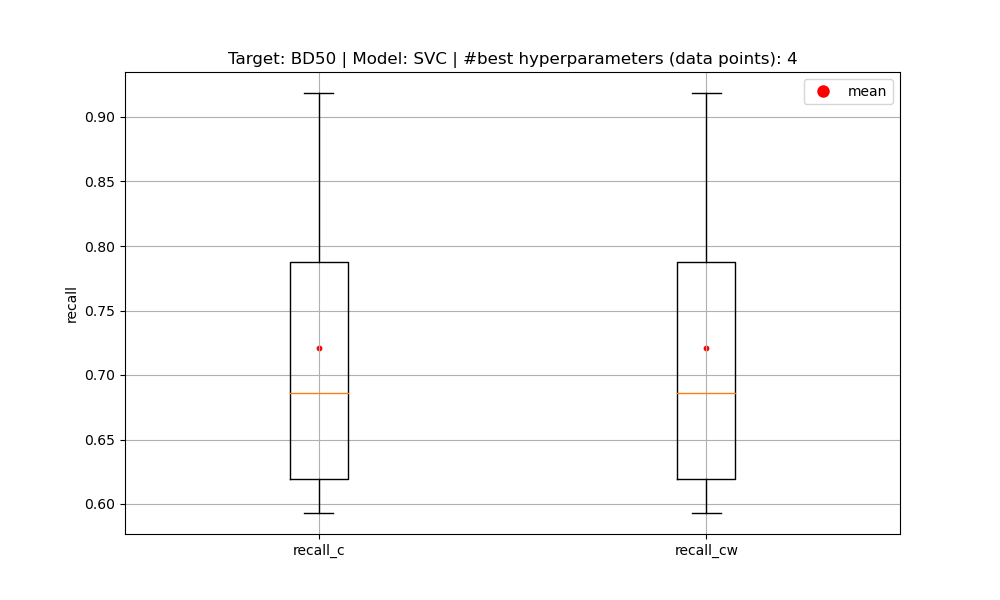 Target: BD50 | Model: SVC | #best hyperparameters (data points): 4
mean
0.90
0.85
0.80
0.75
0.70
0.65
0.60
recall
recall_c
recall_cw